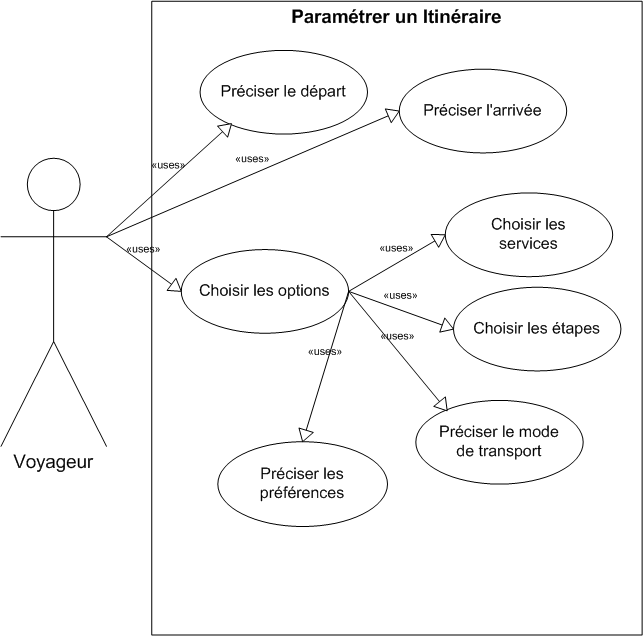 Paramétrer un Itinéraire
Préciser le départ
Préciser l'arrivée
«uses»
«uses»
«uses»
Choisir les
services
«uses»
Choisir les options
«uses»
Choisir les étapes
«uses»
«uses»
Préciser le mode
de transport
Voyageur
Préciser les
préférences